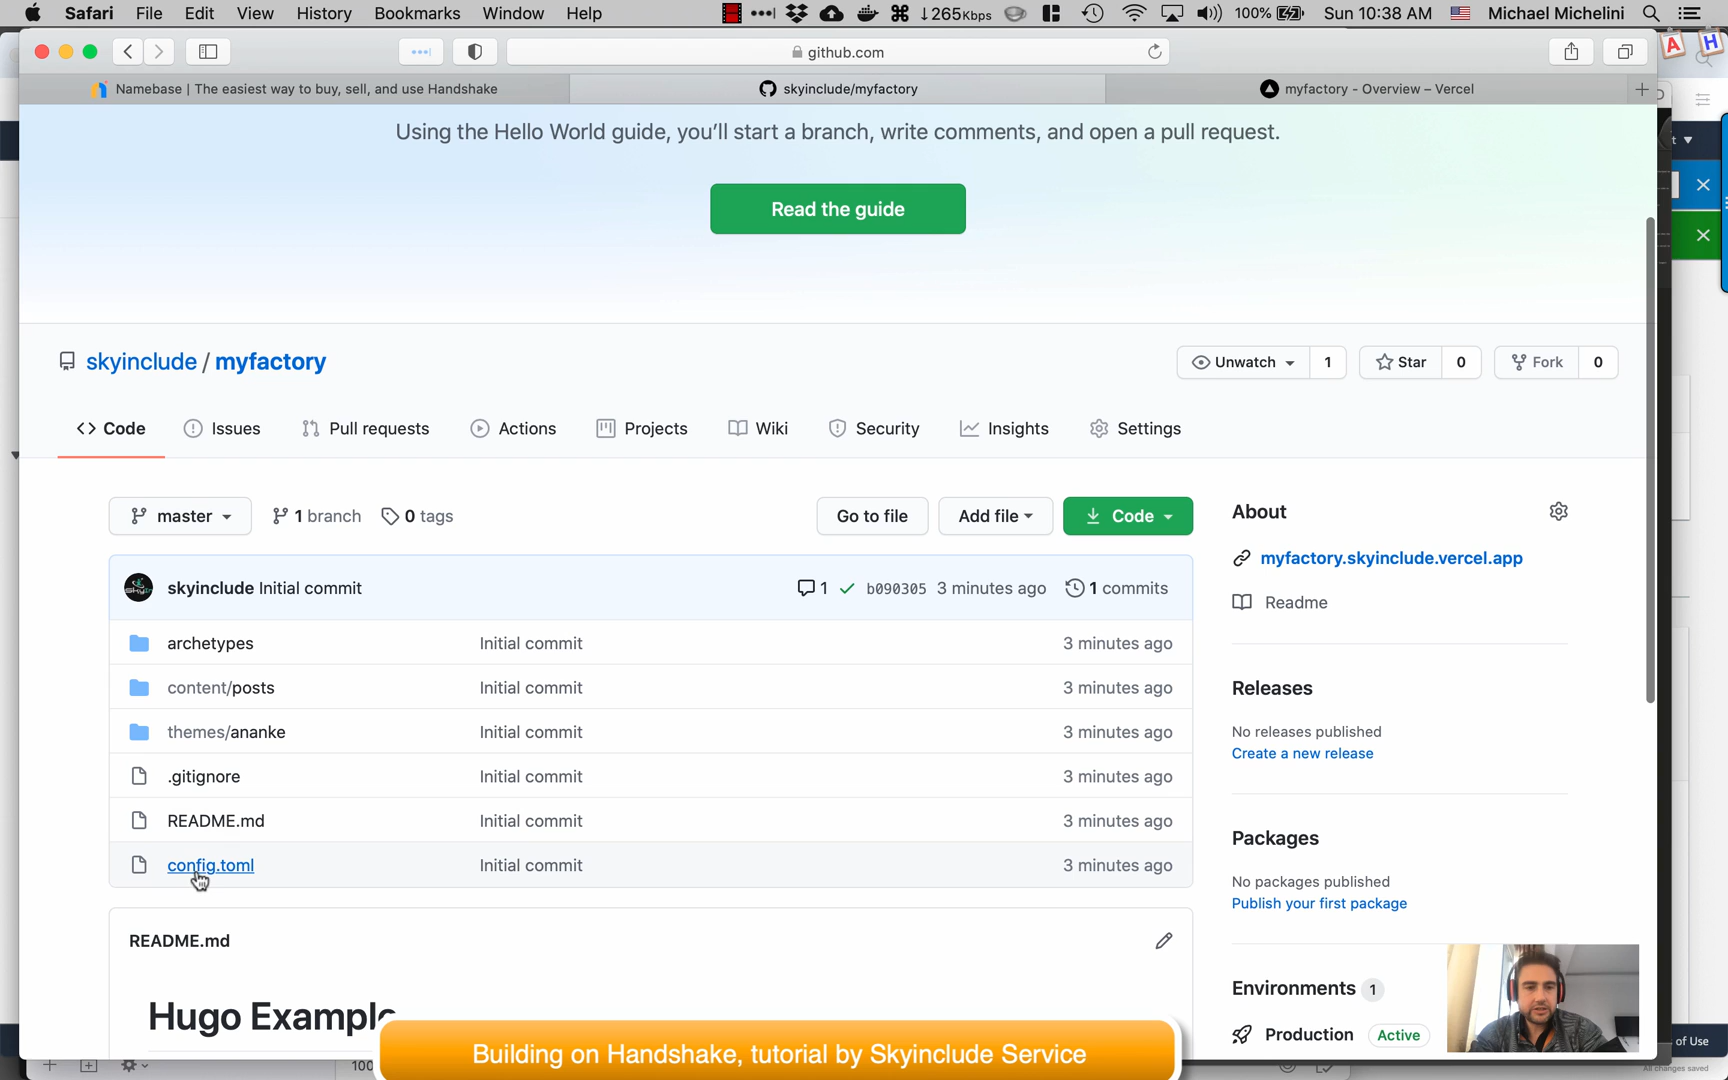 Safari File Edit View History Bookmarks Window Help ↓265Kbps 100% Sun 10:38 AM Michael Michelini
github.com
Namebase | The easiest way to buy, sell, and use Handshake
skyinclude/myfactory
myfactory - Overview – Vercel
A
H
Using the Hello World guide, you’ll start a branch, write comments, and open a pull request.
Read the guide
skyinclude / myfactory
Unwatch 1 Star 0 Fork 0
<> Code Issues Pull requests Actions Projects Wiki Security Insights Settings
master 1 branch 0 tags Go to file Add file Code
About
myfactory.skyinclude.vercel.app
Readme
skyinclude Initial commit 1 b090305 3 minutes ago 1 commits
archetypes Initial commit 3 minutes ago
content/posts Initial commit 3 minutes ago
themes/ananke Initial commit 3 minutes ago
.gitignore Initial commit 3 minutes ago
README.md Initial commit 3 minutes ago
config.toml Initial commit 3 minutes ago
Releases
No releases published
Create a new release
Packages
No packages published
Publish your first package
Environments 1
Production Active
README.md
Hugo Example
Building on Handshake, tutorial by Skyinclude Service
100
of Use
All changes saved